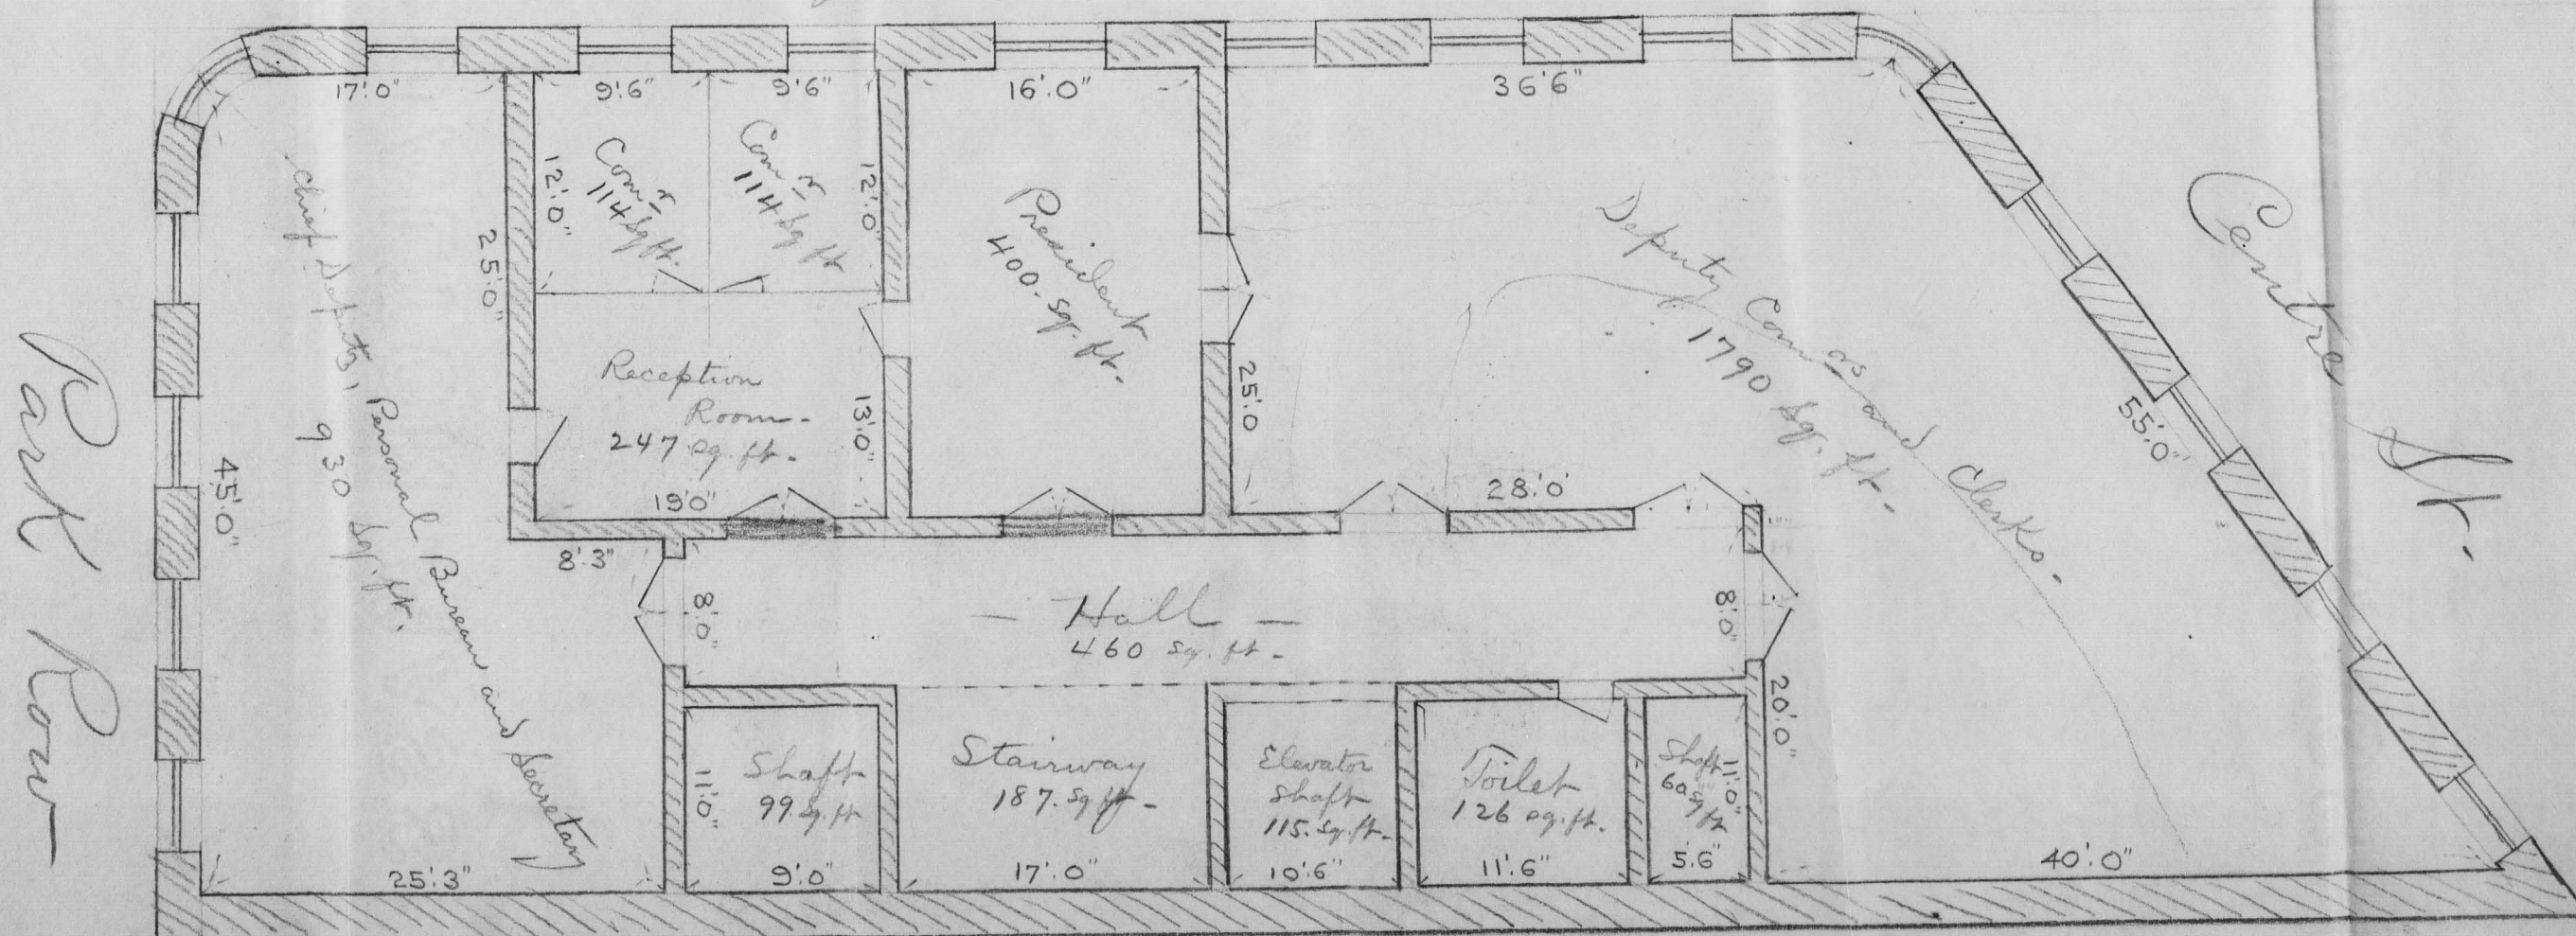 Park Row
Centre St.
17'.0"
9'.6"
9'.6"
16'.0"
36'6"
Chief Deputy, Personal Bureau and Secretary
930 Sq. ft.
45'.0"
25'.0"
25'.3"
8'.3"
Com'r
114 Sq ft.
12'.0"
Com'r
114 Sq ft
12'.0"
Reception
Room-
247 sq. ft.-
13'.0"
19'.0"
President
400. sq. ft.-
25'.0
Deputy Com'rs and Clerks.-
1790 Sq. ft.-
55'.0"
28'.0'
8'.0"
- Hall -
460 sq. ft.-
8'.0"
20'.0"
Shaft
99 sq. ft
11'.0"
9'.0"
Stairway
187. Sq ft-
17'.0"
Elevator
Shaft
115. sq. ft.-
10'.6"
Toilet
126 sq. ft.
11'.6"
Shaft
60 sq ft
11'.0"
5'.6"
40'.0"